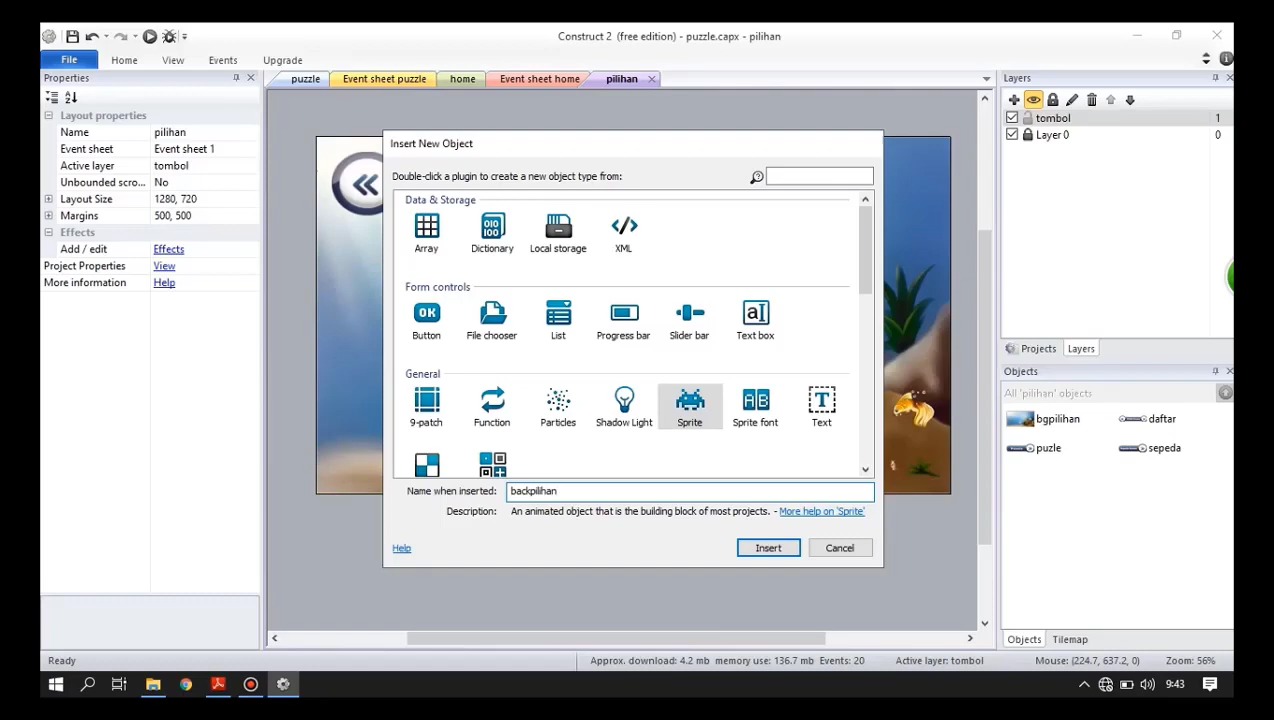 Construct 2 (free edition) - puzzle.capx - pilihan
File Home View Events Upgrade
Properties
Layout properties
Name pilihan
Event sheet Event sheet 1
Active layer tombol
Unbounded scro... No
Layout Size 1280, 720
Margins 500, 500
Effects
Add / edit Effects
Project Properties View
More information Help
puzzle Event sheet puzzle home Event sheet home pilihan
Insert New Object
Double-click a plugin to create a new object type from:
Data & Storage
Array Dictionary Local storage XML
Form controls
Button File chooser List Progress bar Slider bar Text box
General
9-patch Function Particles Shadow Light Sprite Sprite font Text
Name when inserted: backpilihan
Description: An animated object that is the building block of most projects. - More help on 'Sprite'
Help Insert Cancel
Layers
tombol 1
Layer 0 0
Projects Layers
Objects
All 'pilihan' objects
bgpilihan daftar
puzle sepeda
Objects Tilemap
Ready Approx. download: 4.2 mb memory use: 136.7 mb Events: 20 Active layer: tombol Mouse: (224.7, 637.2, 0) Zoom: 56%
9:43